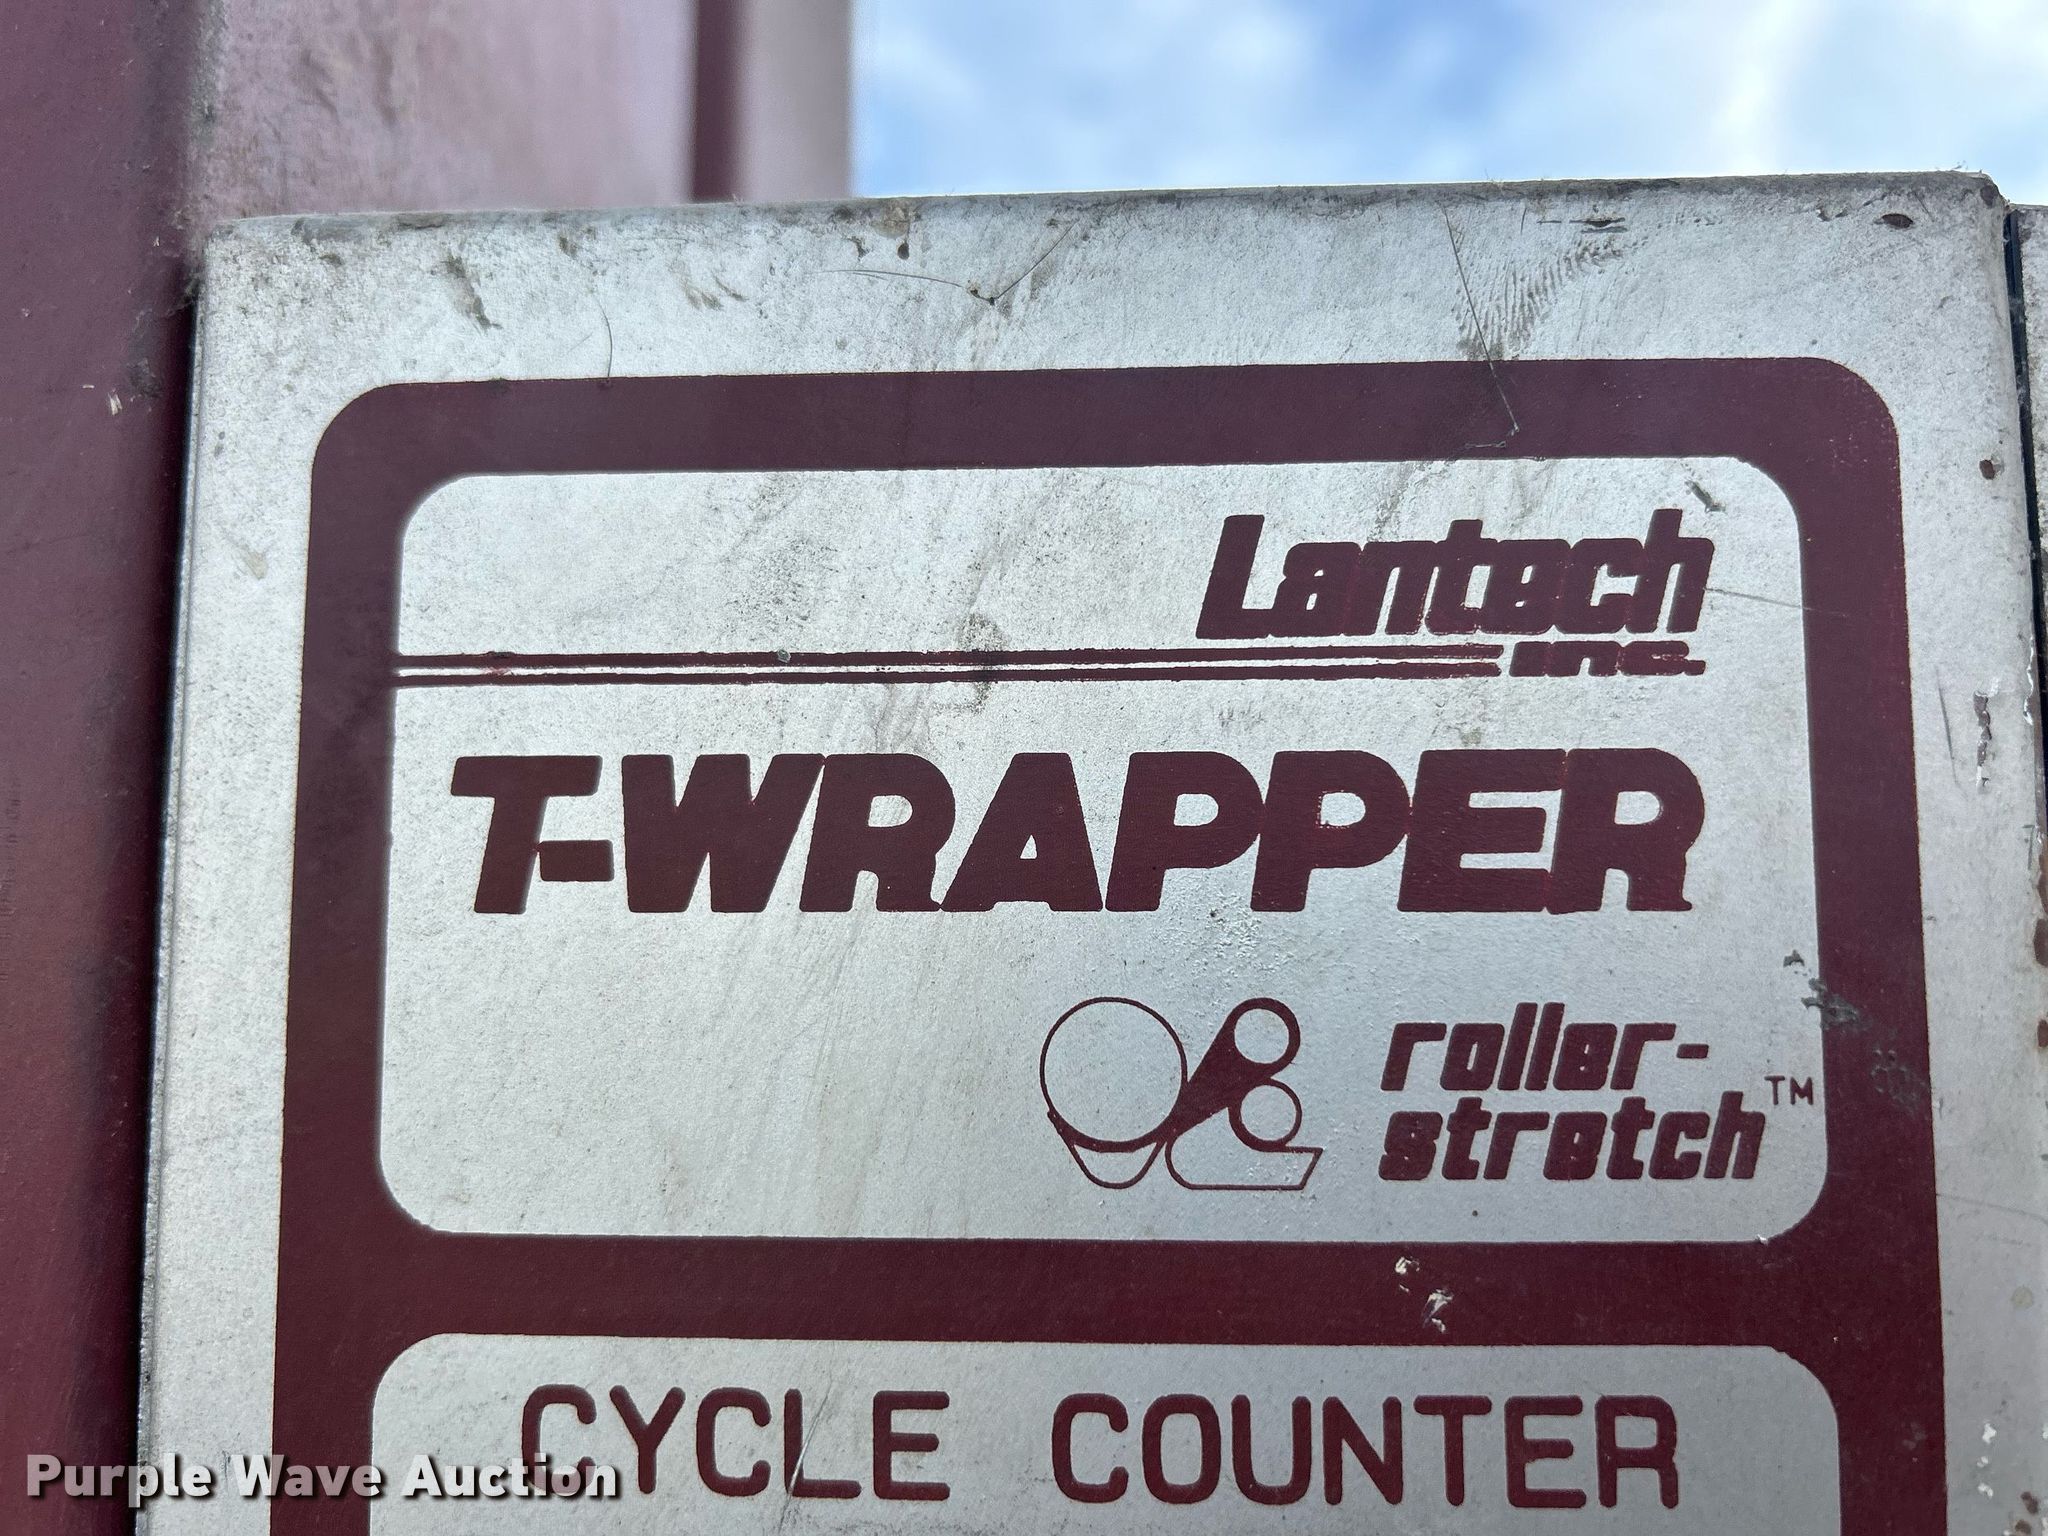 Lantech
inc.
T-WRAPPER
roller-
stretch™
CYCLE COUNTER
Purple Wave Auction